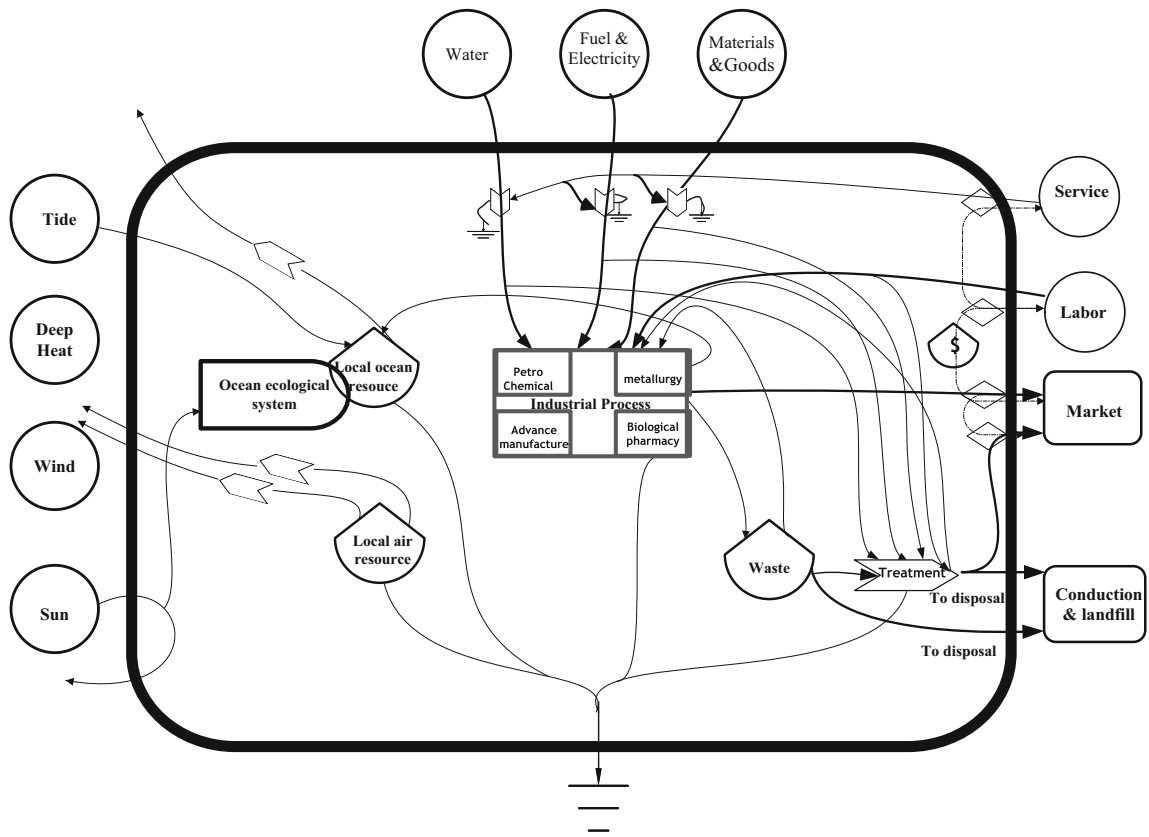 Water
Fuel &
Electricity
Materials
&Goods
Service
Tide
Labor
Deep
Heat
$
Local ocean
resouce
Ocean ecological
system
Petro
Chemical
metallurgy
Industrial Process
Advance
manufacture
Biological
pharmacy
Market
Wind
Local air
resource
Waste
Treatment
To disposal
Conduction
& landfill
Sun
To disposal